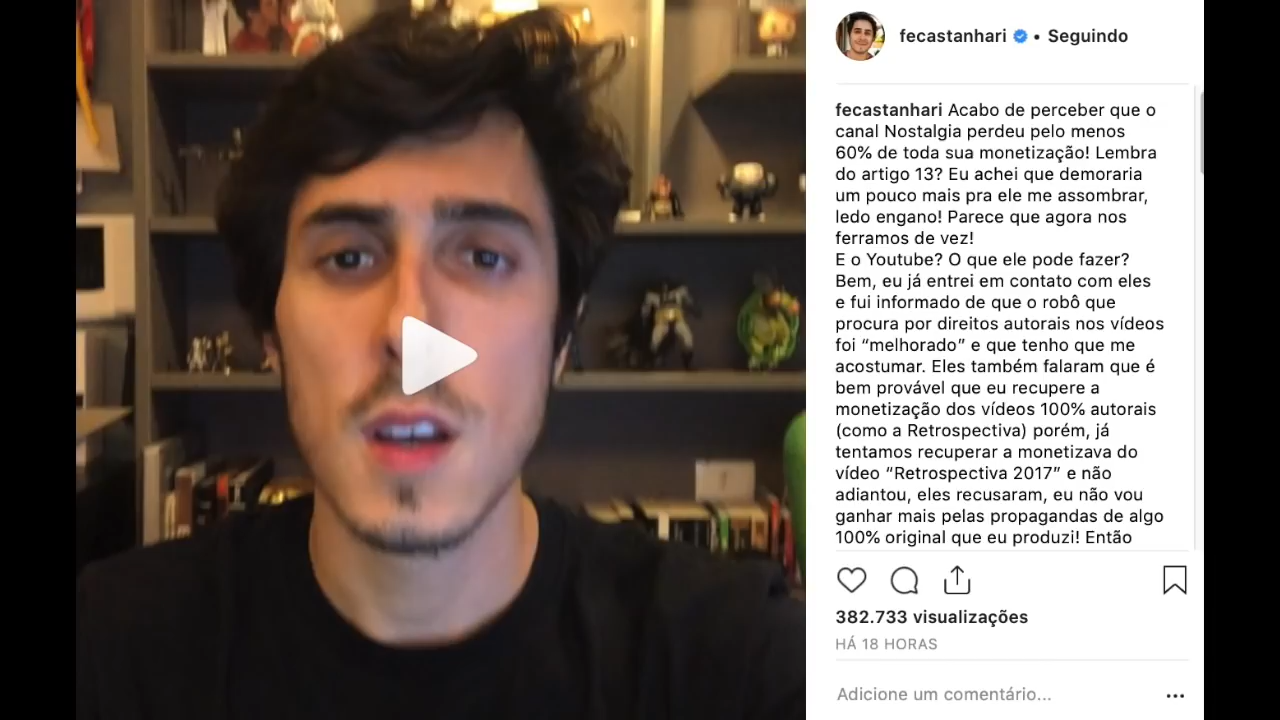 fecastanhari • Seguindo
fecastanhari Acabo de perceber que o
canal Nostalgia perdeu pelo menos
60% de toda sua monetização! Lembra
do artigo 13? Eu achei que demoraria
um pouco mais pra ele me assombrar,
ledo engano! Parece que agora nos
ferramos de vez!
E o Youtube? O que ele pode fazer?
Bem, eu já entrei em contato com eles
e fui informado de que o robô que
procura por direitos autorais nos vídeos
foi “melhorado” e que tenho que me
acostumar. Eles também falaram que é
bem provável que eu recupere a
monetização dos vídeos 100% autorais
(como a Retrospectiva) porém, já
tentamos recuperar a monetizava do
vídeo “Retrospectiva 2017” e não
adiantou, eles recusaram, eu não vou
ganhar mais pelas propagandas de algo
100% original que eu produzi! Então
382.733 visualizações
HÁ 18 HORAS
Adicione um comentário...